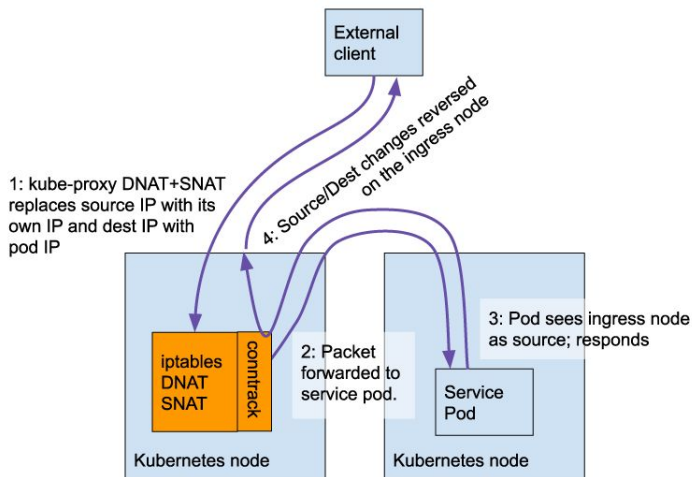 External
client
1: kube-proxy DNAT+SNAT
replaces source IP with its
own IP and dest IP with
pod IP
4: Source/Dest changes reversed
on the ingress node
iptables
DNAT
SNAT
conntrack
2: Packet
forwarded to
service pod.
3: Pod sees ingress node
as source; responds
Service
Pod
Kubernetes node
Kubernetes node